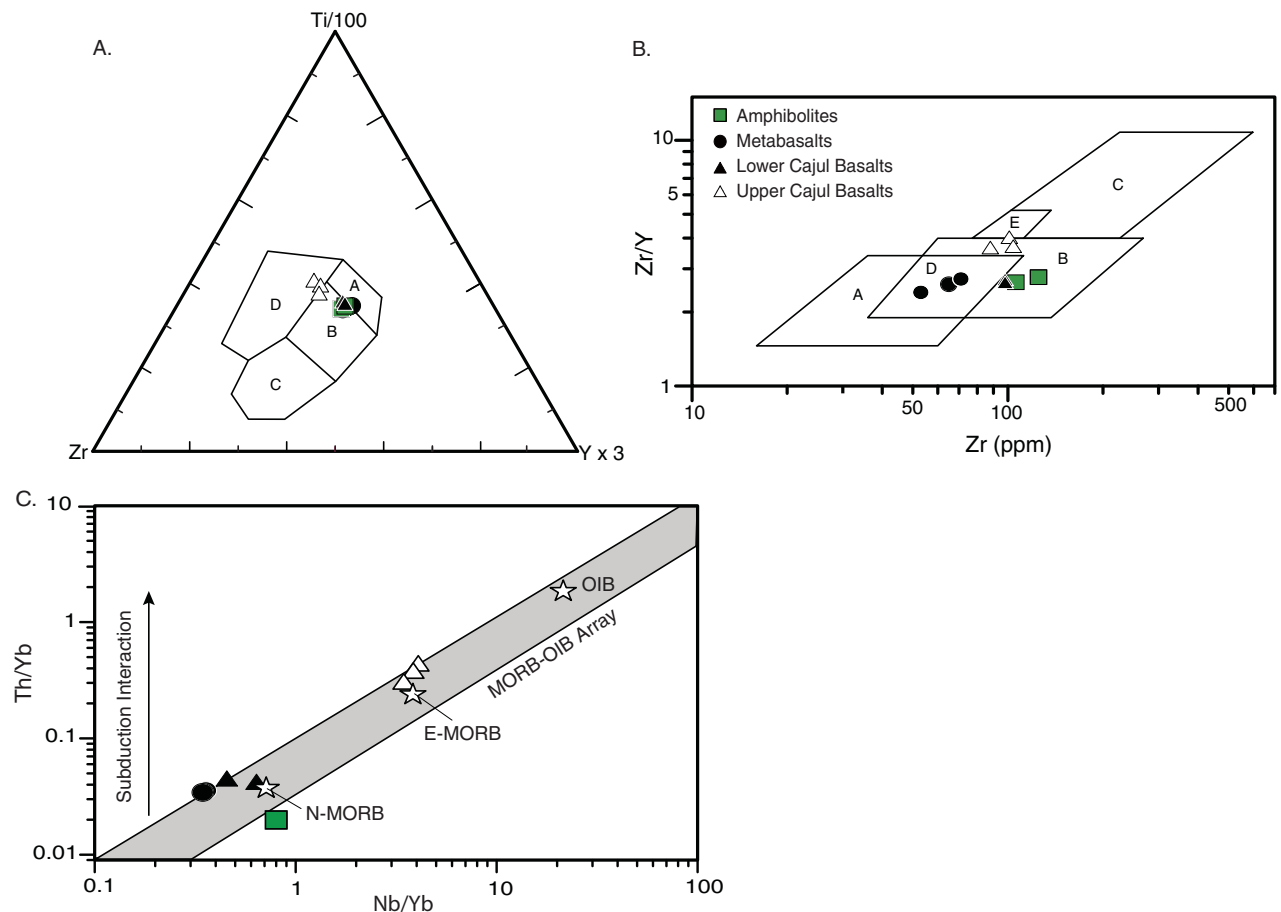 A.
Ti/100
A
B
D
C
Zr
Y x 3
B.
Amphibolites
Metabasalts
Lower Cajul Basalts
Upper Cajul Basalts
10
5
1
Zr/Y
A
D
E
B
C
10
50
100
500
Zr (ppm)
C.
10
1
0.1
0.01
Th/Yb
Subduction Interaction
OIB
MORB-OIB Array
E-MORB
N-MORB
0.1
1
10
100
Nb/Yb